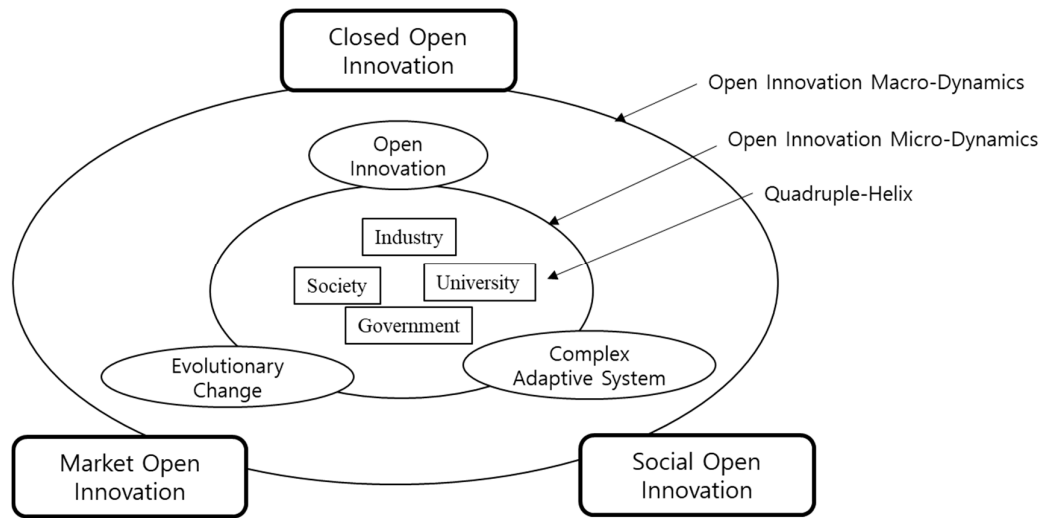 Closed Open
Innovation
Open Innovation Macro-Dynamics
Open
Innovation
Open Innovation Micro-Dynamics
Quadruple-Helix
Industry
Society
University
Government
Evolutionary
Change
Complex
Adaptive System
Market Open
Innovation
Social Open
Innovation